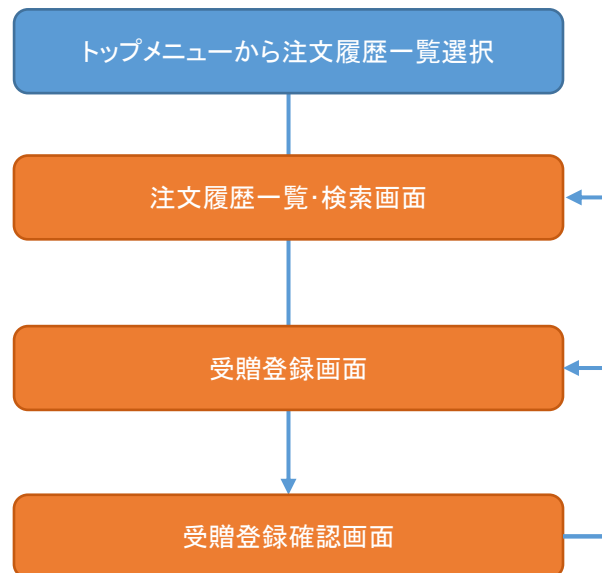 トップメニューから注文履歴一覧選択
注文履歴一覧・検索画面
受贈登録画面
受贈登録確認画面